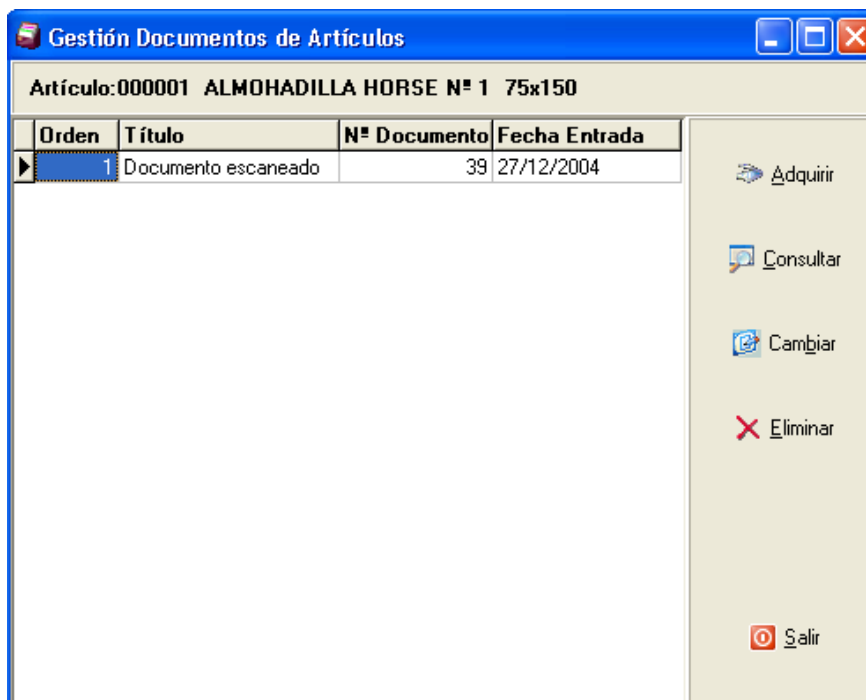 Gestión Documentos de Artículos
Artículo:000001 ALMOHADILLA HORSE Nº 1 75x150
Orden Título Nº Documento Fecha Entrada
1 Documento escaneado 39 27/12/2004
Adquirir
Consultar
Cambiar
Eliminar
Salir